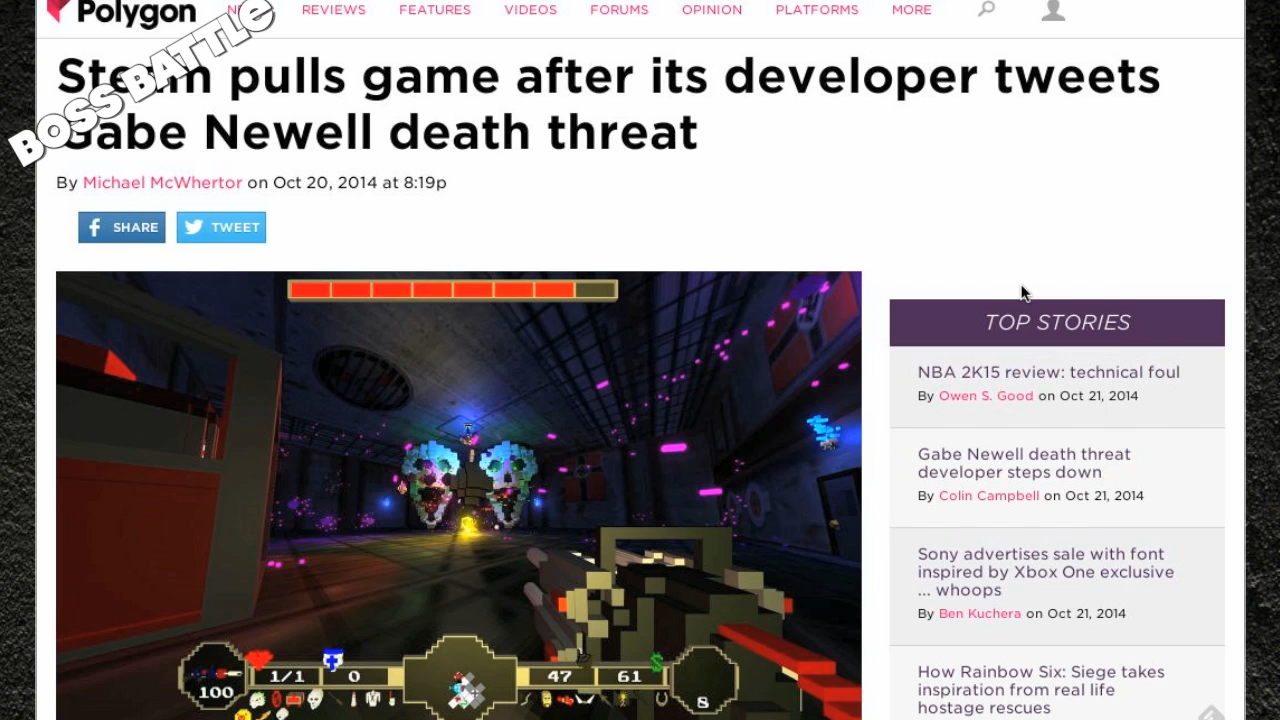 Polygon
REVIEWS FEATURES VIDEOS FORUMS OPINION PLATFORMS MORE
BOSS BATTLE
Steam pulls game after its developer tweets
Gabe Newell death threat
By Michael McWhertor on Oct 20, 2014 at 8:19p
SHARE TWEET
TOP STORIES
NBA 2K15 review: technical foul
By Owen S. Good on Oct 21, 2014
Gabe Newell death threat
developer steps down
By Colin Campbell on Oct 21, 2014
Sony advertises sale with font
inspired by Xbox One exclusive
... whoops
By Ben Kuchera on Oct 21, 2014
How Rainbow Six: Siege takes
inspiration from real life
hostage rescues
100 1/1 0 47 61 8